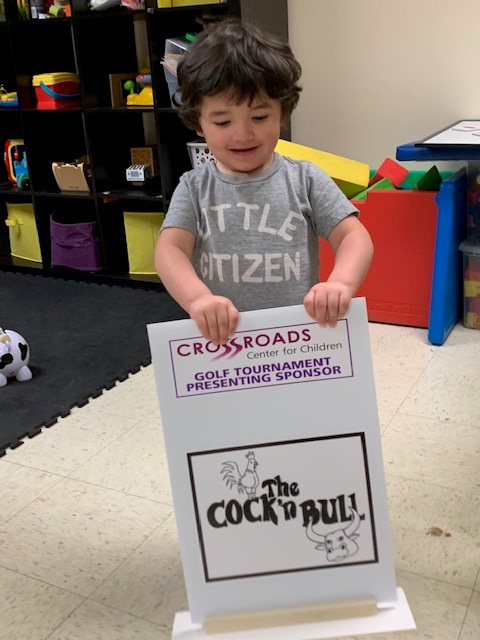 LITTLE
CITIZEN
CROSSROADS
Center for Children
GOLF TOURNAMENT
PRESENTING SPONSOR
The
COCK'n BULL